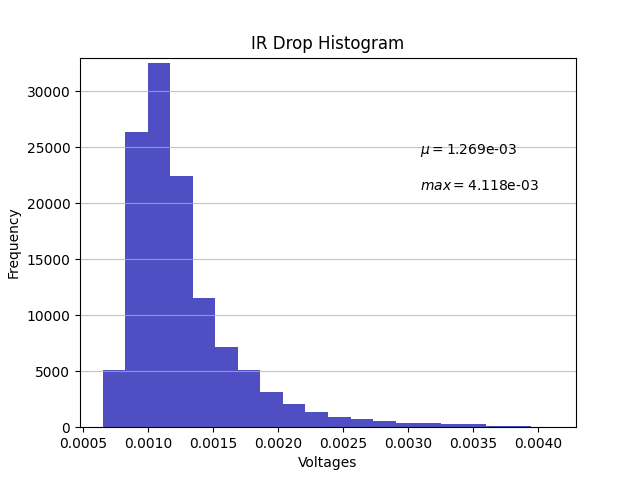 IR Drop Histogram
Frequency
30000
25000
20000
15000
10000
5000
0
μ = 1.269e-03
max = 4.118e-03
0.0005 0.0010 0.0015 0.0020 0.0025 0.0030 0.0035 0.0040
Voltages